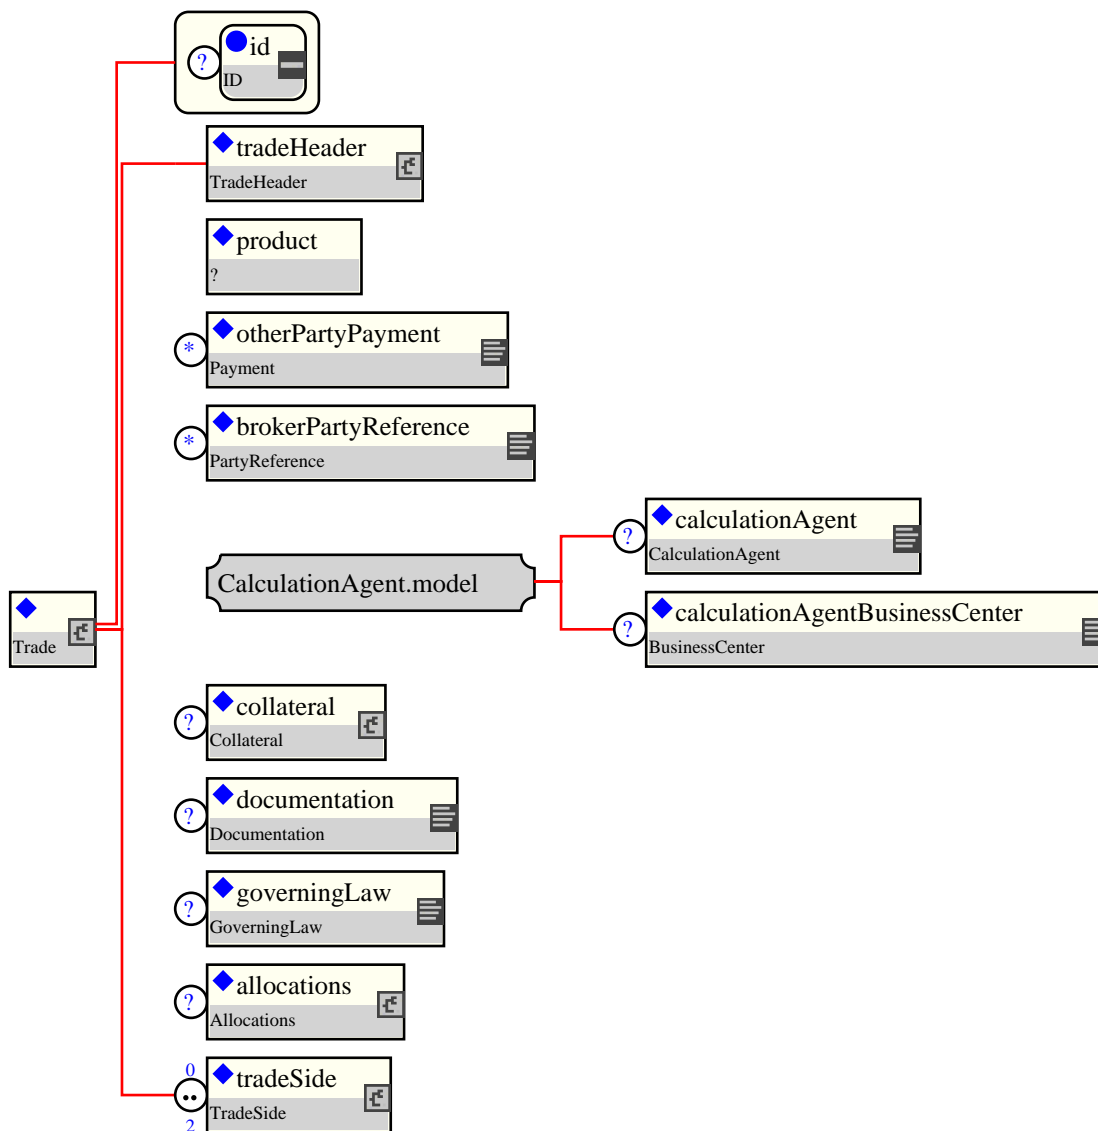 ?
id
ID
tradeHeader
TradeHeader
product
?
*
otherPartyPayment
Payment
*
brokerPartyReference
PartyReference
?
calculationAgent
CalculationAgent
CalculationAgent.model
Trade
?
calculationAgentBusinessCenter
BusinessCenter
?
collateral
Collateral
?
documentation
Documentation
?
governingLaw
GoverningLaw
?
allocations
Allocations
0
..
2
tradeSide
TradeSide